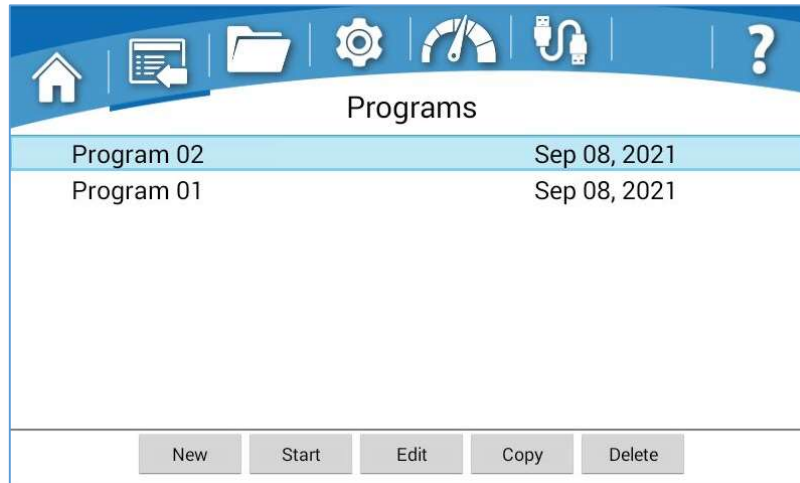 Programs
Program 02 Sep 08, 2021
Program 01 Sep 08, 2021
New Start Edit Copy Delete